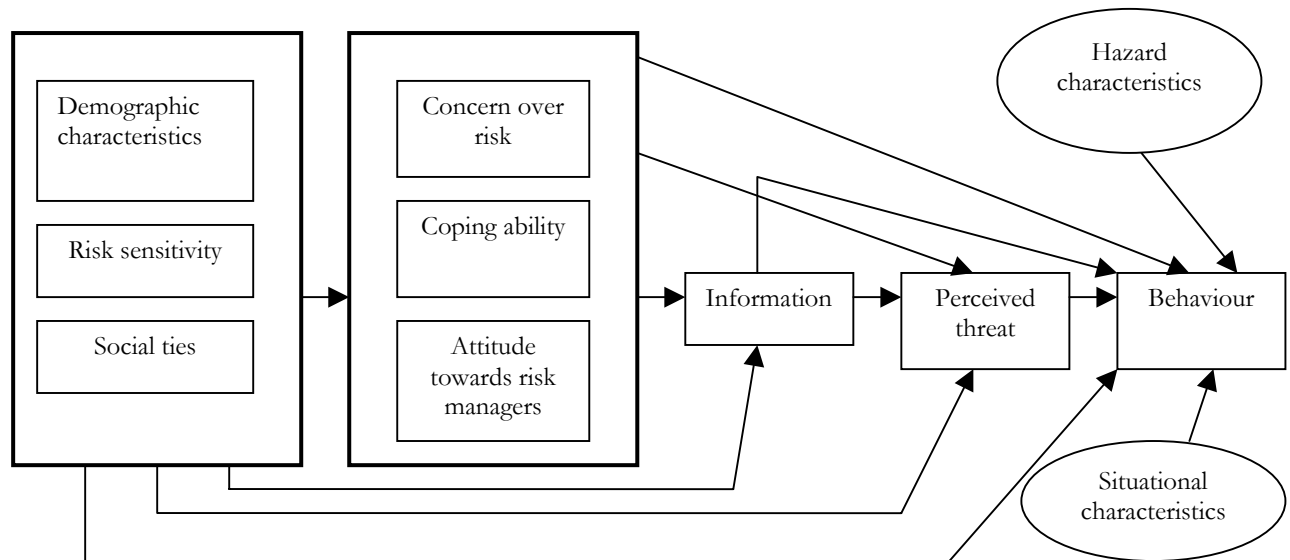 Demographic
characteristics
Risk sensitivity
Social ties
Concern over
risk
Coping ability
Attitude
towards risk
managers
Information
Perceived
threat
Behaviour
Hazard
characteristics
Situational
characteristics